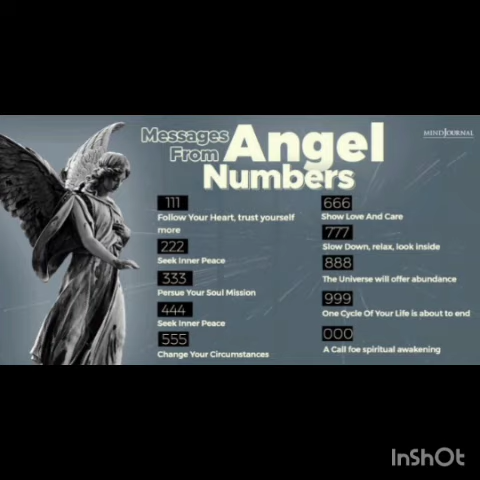 Messages
From
Angel
Numbers
MINDJOURNAL
111
Follow Your Heart, trust yourself
more
222
Seek Inner Peace
333
Persue Your Soul Mission
444
Seek Inner Peace
555
Change Your Circumstances
666
Show Love And Care
777
Slow Down, relax, look inside
888
The Universe will offer abundance
999
One Cycle Of Your Life is about to end
000
A Call foe spiritual awakening
InShOt